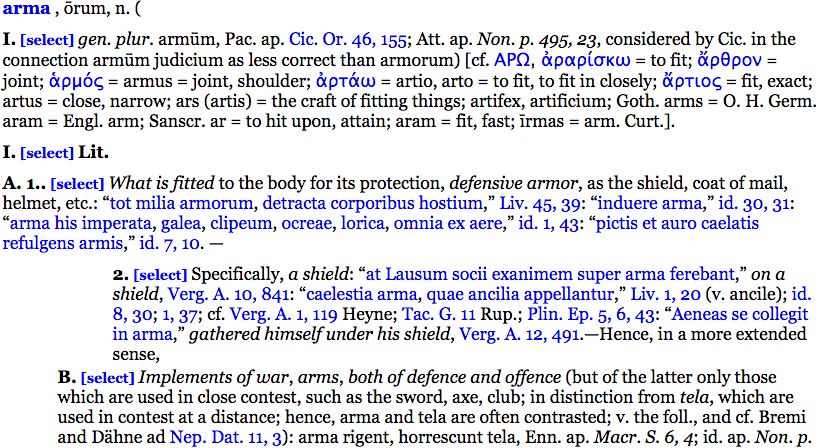 arma , ōrum, n. (
I. [select] gen. plur. armūm, Pac. ap. Cic. Or. 46, 155; Att. ap. Non. p. 495, 23, considered by Cic. in the
connection armūm judicium as less correct than armorum) [cf. ΑΡΩ, ἀραρίσκω = to fit; ἄρθρον =
joint; ἁρμός = armus = joint, shoulder; ἀρτάω = artio, arto = to fit, to fit in closely; ἄρτιος = fit, exact;
artus = close, narrow; ars (artis) = the craft of fitting things; artifex, artificium; Goth. arms = O. H. Germ.
aram = Engl. arm; Sanscr. ar = to hit upon, attain; aram = fit, fast; īrmas = arm. Curt.].
I. [select] Lit.
A. 1.. [select] What is fitted to the body for its protection, defensive armor, as the shield, coat of mail,
helmet, etc.: “tot milia armorum, detracta corporibus hostium,” Liv. 45, 39: “induere arma,” id. 30, 31:
“arma his imperata, galea, clipeum, ocreae, lorica, omnia ex aere,” id. 1, 43: “pictis et auro caelatis
refulgens armis,” id. 7, 10. —
2. [select] Specifically, a shield: “at Lausum socii exanimem super arma ferebant,” on a
shield, Verg. A. 10, 841: “caelestia arma, quae ancilia appellantur,” Liv. 1, 20 (v. ancile); id.
8, 30; 1, 37; cf. Verg. A. 1, 119 Heyne; Tac. G. 11 Rup.; Plin. Ep. 5, 6, 43: “Aeneas se collegit
in arma,” gathered himself under his shield, Verg. A. 12, 491.—Hence, in a more extended
sense,
B. [select] Implements of war, arms, both of defence and offence (but of the latter only those
which are used in close contest, such as the sword, axe, club; in distinction from tela, which are
used in contest at a distance; hence, arma and tela are often contrasted; v. the foll., and cf. Bremi
and Dähne ad Nep. Dat. 11, 3): arma rigent, horrescunt tela, Enn. ap. Macr. S. 6, 4; id. ap. Non. p.